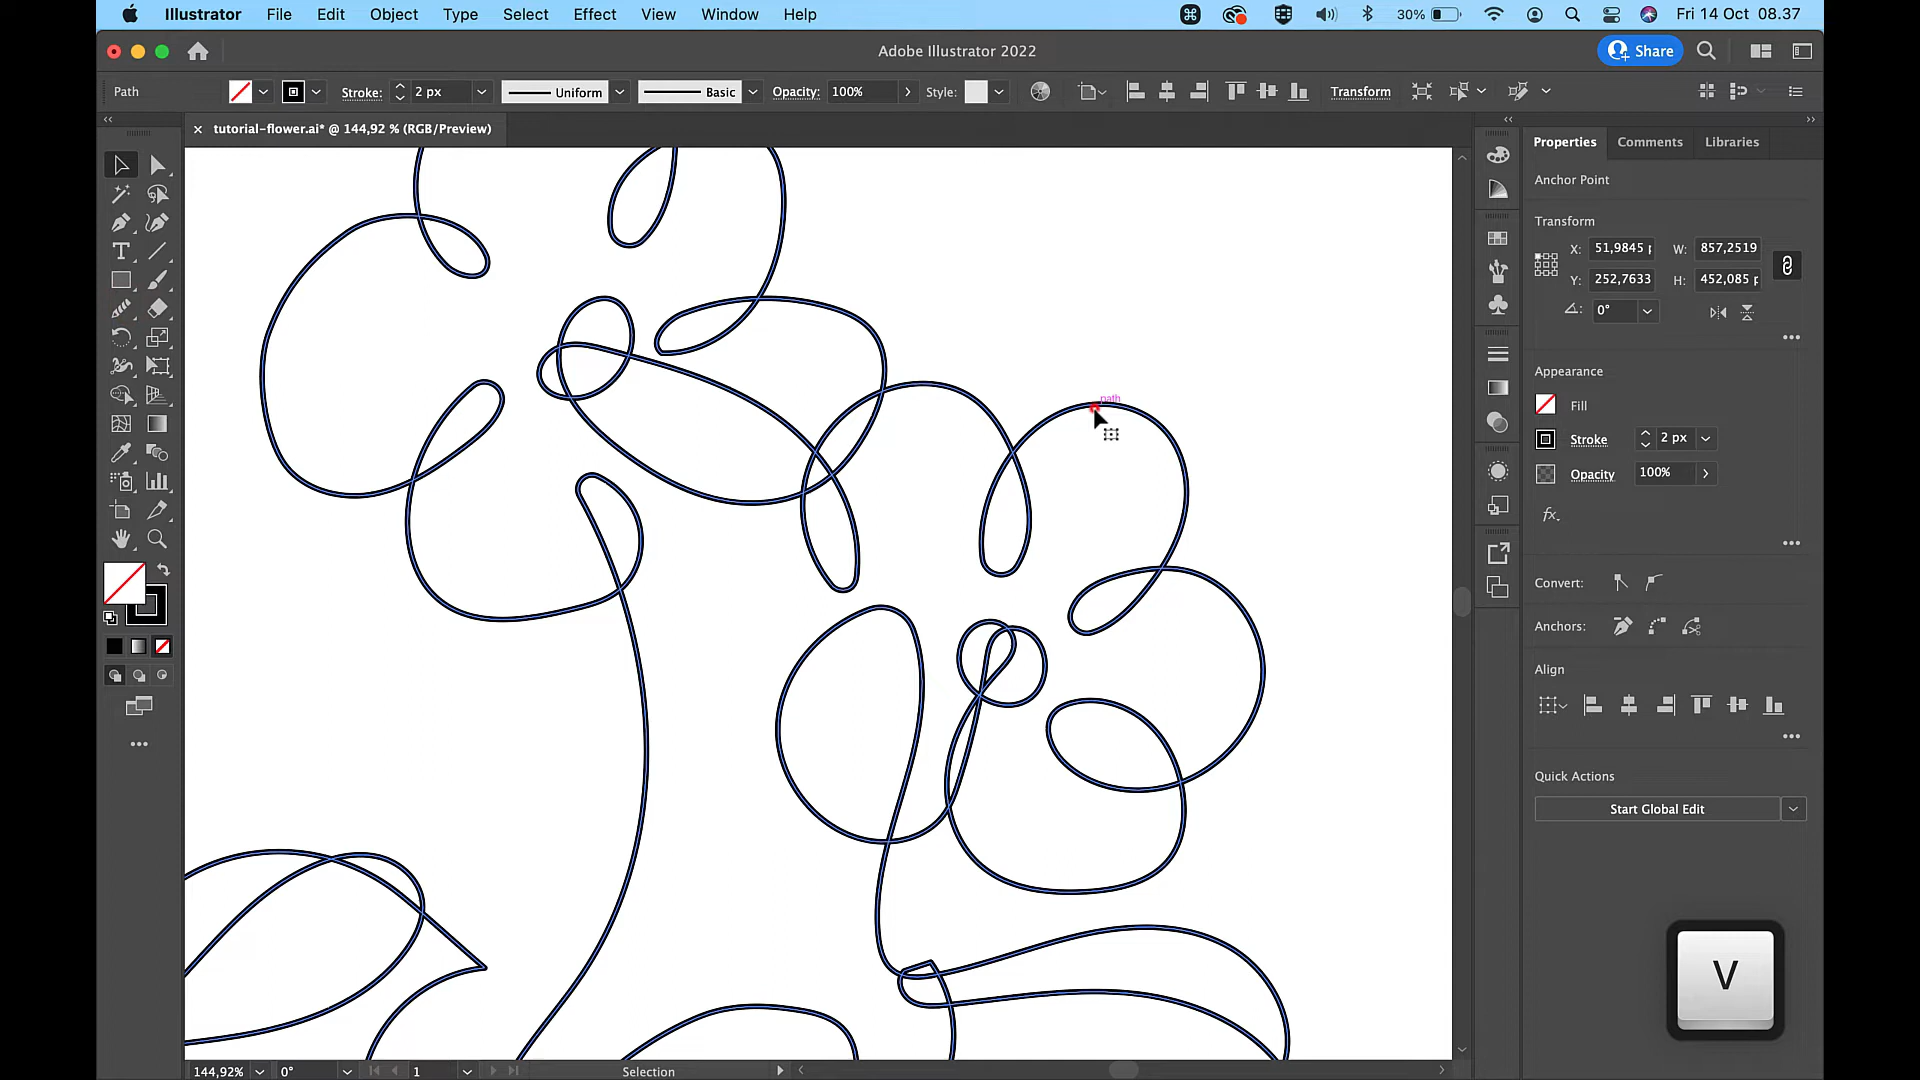 Illustrator File Edit Object Type Select Effect View Window Help 30% Fri 14 Oct 08.37
Adobe Illustrator 2022
Share
Path Stroke: 2 px Uniform Basic Opacity: 100% Style: Transform
tutorial-flower.ai* @ 144,92 % (RGB/Preview)
Properties Comments Libraries
Anchor Point
Transform
X: 51,9845 W: 857,2519
Y: 252,7633 H: 452,085
0°
Appearance
path
Fill
Stroke 2 px
Opacity 100%
fx.
Convert:
Anchors:
Align
Quick Actions
Start Global Edit
V
144,92% 0° 1 Selection